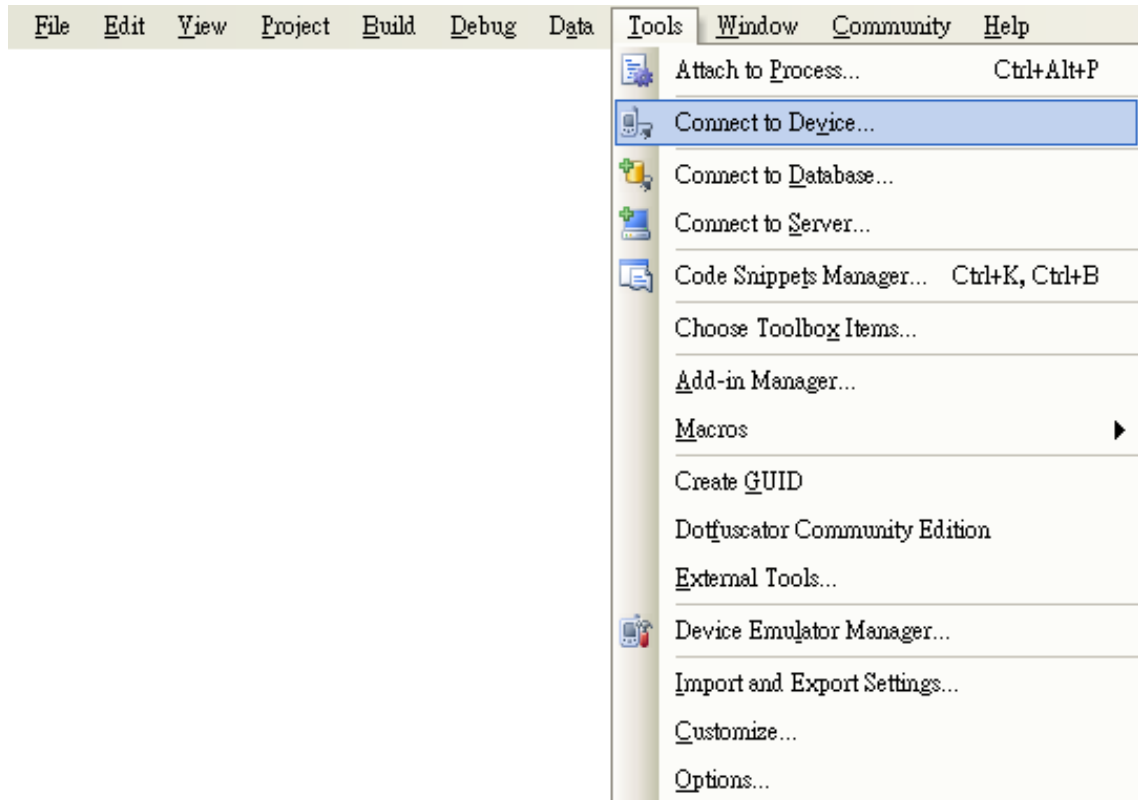 File Edit View Project Build Debug Data Tools Window Community Help
Attach to Process... Ctrl+Alt+P
Connect to Device...
Connect to Database...
Connect to Server...
Code Snippets Manager... Ctrl+K, Ctrl+B
Choose Toolbox Items...
Add-in Manager...
Macros
Create GUID
Dotfuscator Community Edition
External Tools...
Device Emulator Manager...
Import and Export Settings...
Customize...
Options...